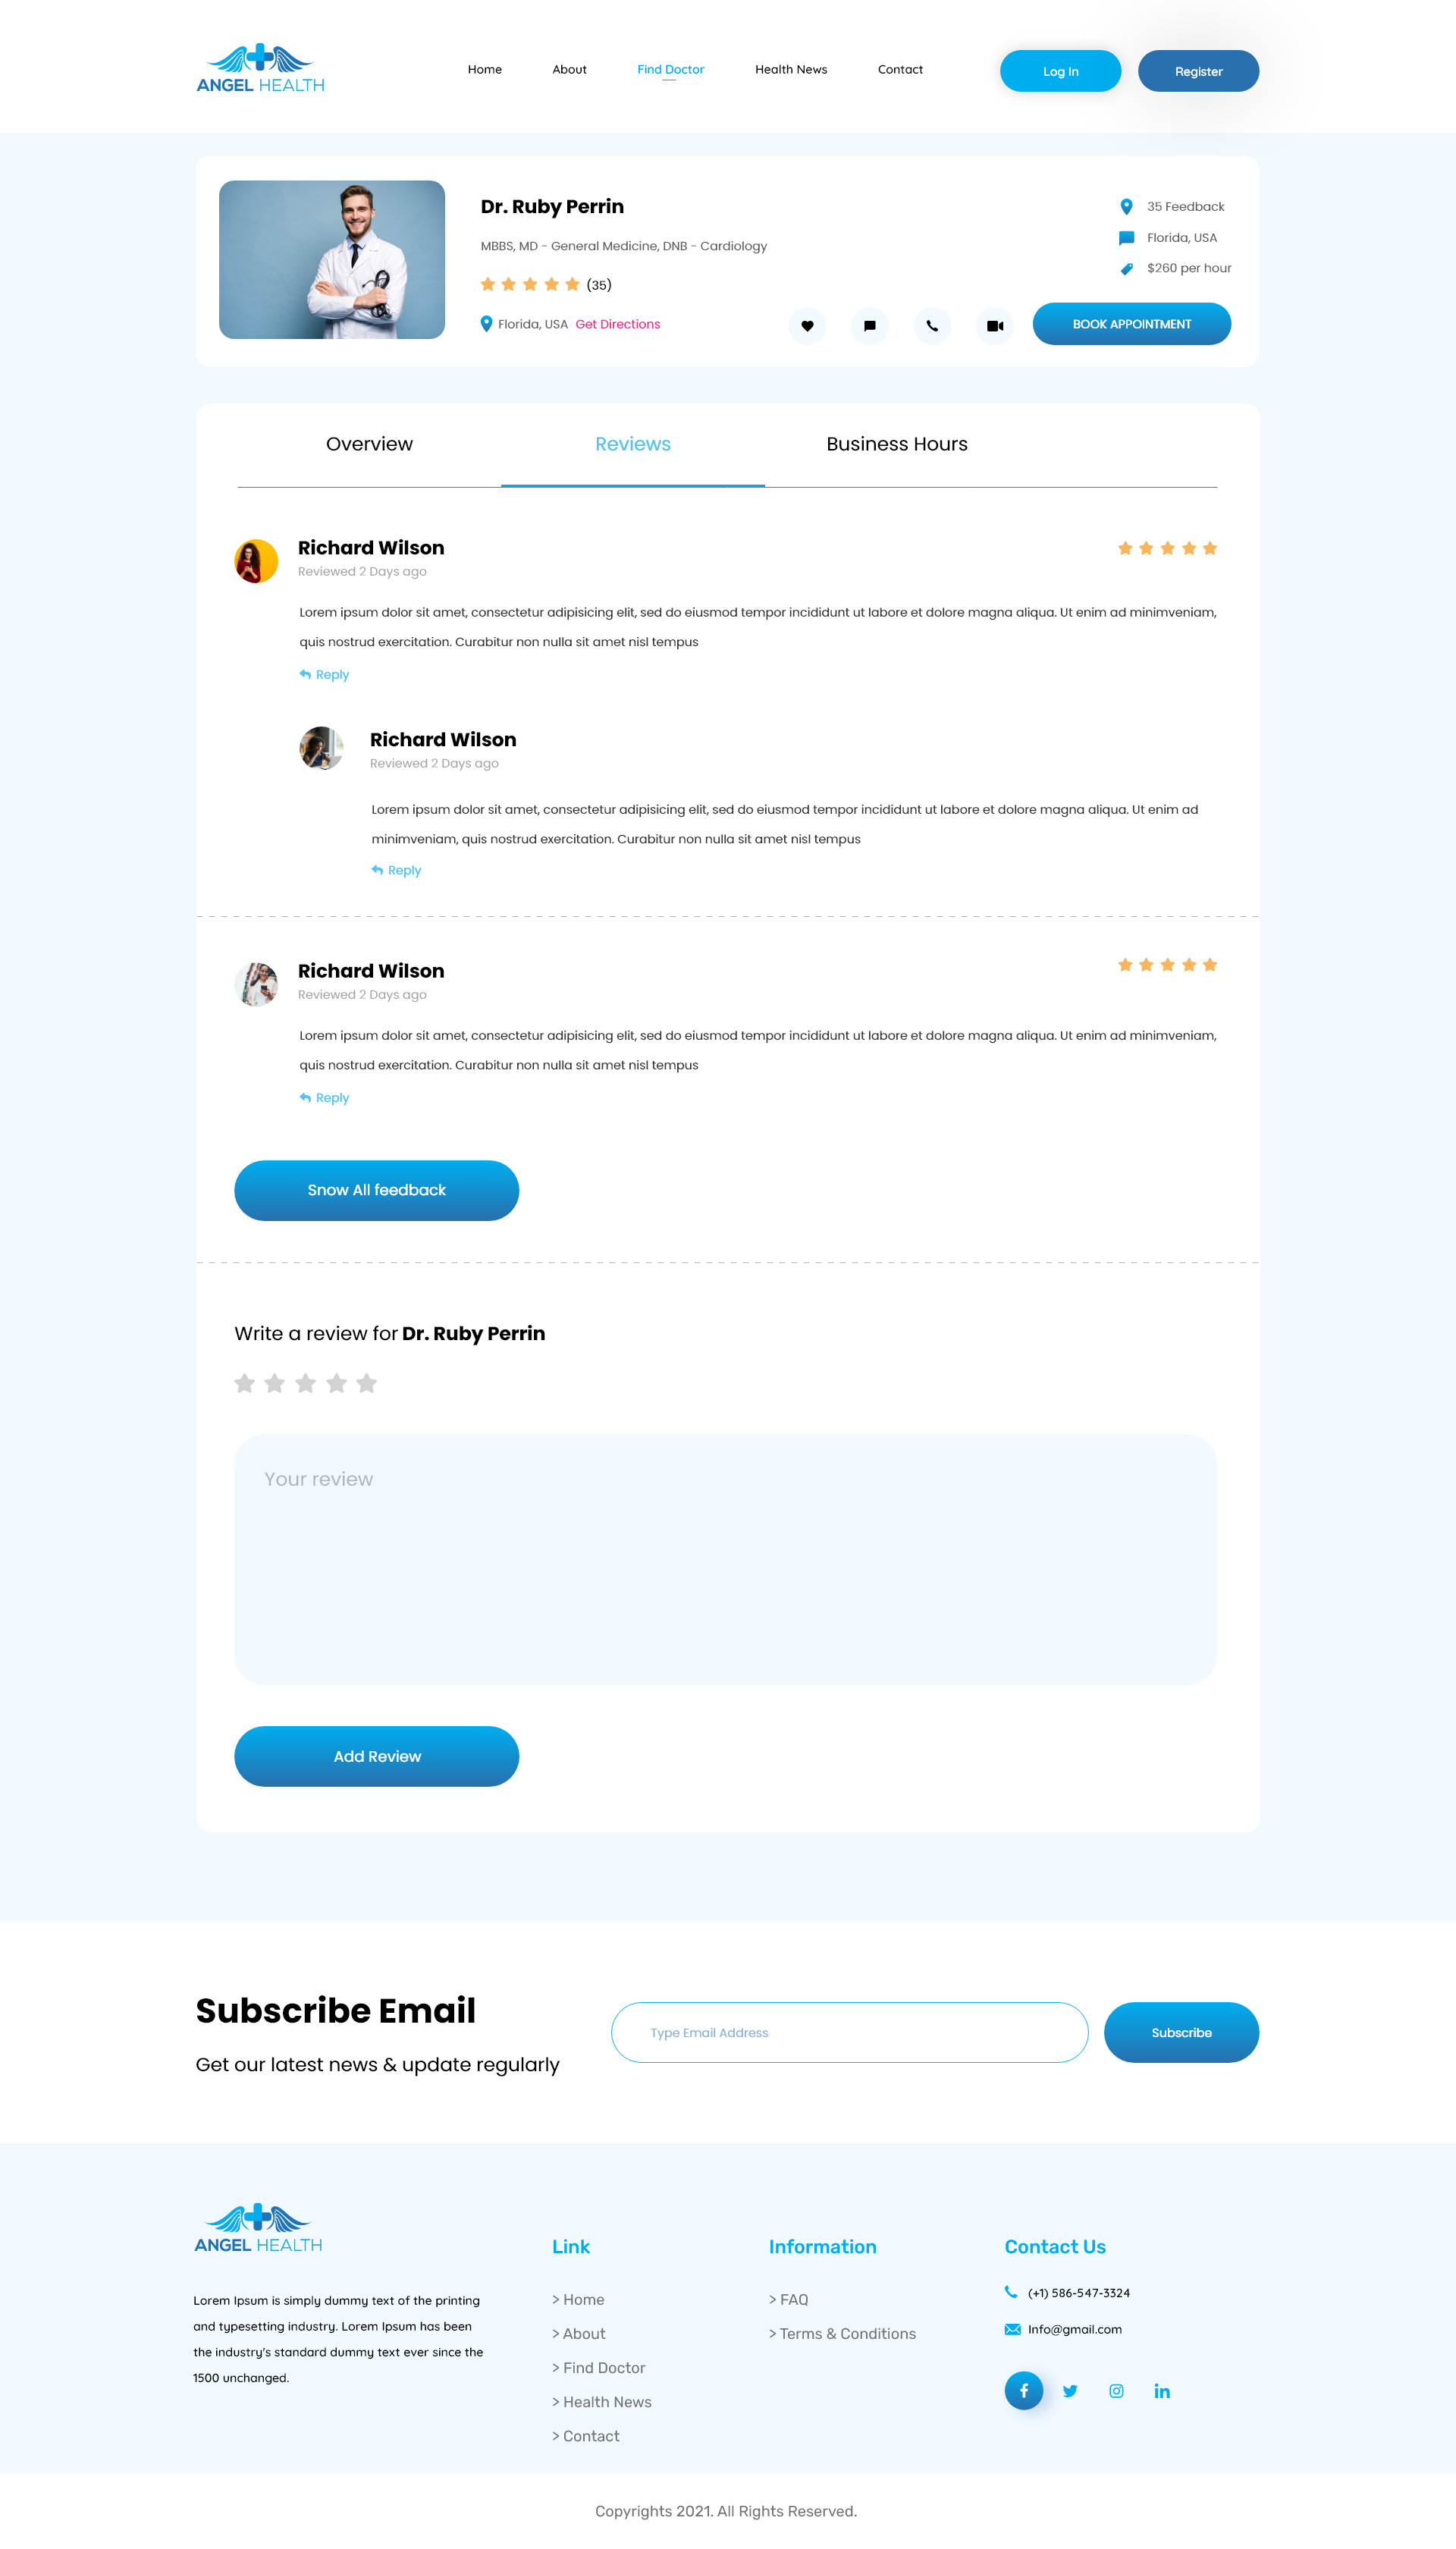 ANGEL HEALTH
Home
About
Find Doctor
Health News
Contact
Log In
Register
Dr. Ruby Perrin
MBBS, MD - General Medicine, DNB - Cardiology
(35)
Florida, USA Get Directions
35 Feedback
Florida, USA
$260 per hour
BOOK APPOINTMENT
Overview
Reviews
Business Hours
Richard Wilson
Reviewed 2 Days ago
Lorem ipsum dolor sit amet, consectetur adipisicing elit, sed do eiusmod tempor incididunt ut labore et dolore magna aliqua. Ut enim ad minimveniam,
quis nostrud exercitation. Curabitur non nulla sit amet nisl tempus
Reply
Richard Wilson
Reviewed 2 Days ago
Lorem ipsum dolor sit amet, consectetur adipisicing elit, sed do eiusmod tempor incididunt ut labore et dolore magna aliqua. Ut enim ad
minimveniam, quis nostrud exercitation. Curabitur non nulla sit amet nisl tempus
Reply
Richard Wilson
Reviewed 2 Days ago
Lorem ipsum dolor sit amet, consectetur adipisicing elit, sed do eiusmod tempor incididunt ut labore et dolore magna aliqua. Ut enim ad minimveniam,
quis nostrud exercitation. Curabitur non nulla sit amet nisl tempus
Reply
Snow All feedback
Write a review for Dr. Ruby Perrin
Your review
Add Review
Subscribe Email
Get our latest news & update regularly
Type Email Address
Subscribe
ANGEL HEALTH
Lorem Ipsum is simply dummy text of the printing
and typesetting industry. Lorem Ipsum has been
the industry's standard dummy text ever since the
1500 unchanged.
Link
> Home
> About
> Find Doctor
> Health News
> Contact
Information
> FAQ
> Terms & Conditions
Contact Us
(+1) 586-547-3324
Info@gmail.com
Copyrights 2021. All Rights Reserved.